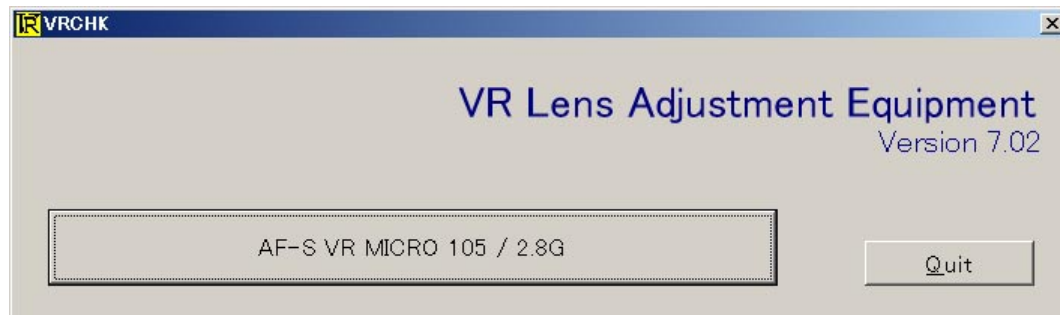 VRCHK
VR Lens Adjustment Equipment
Version 7.02
AF-S VR MICRO 105 / 2.8G
Quit